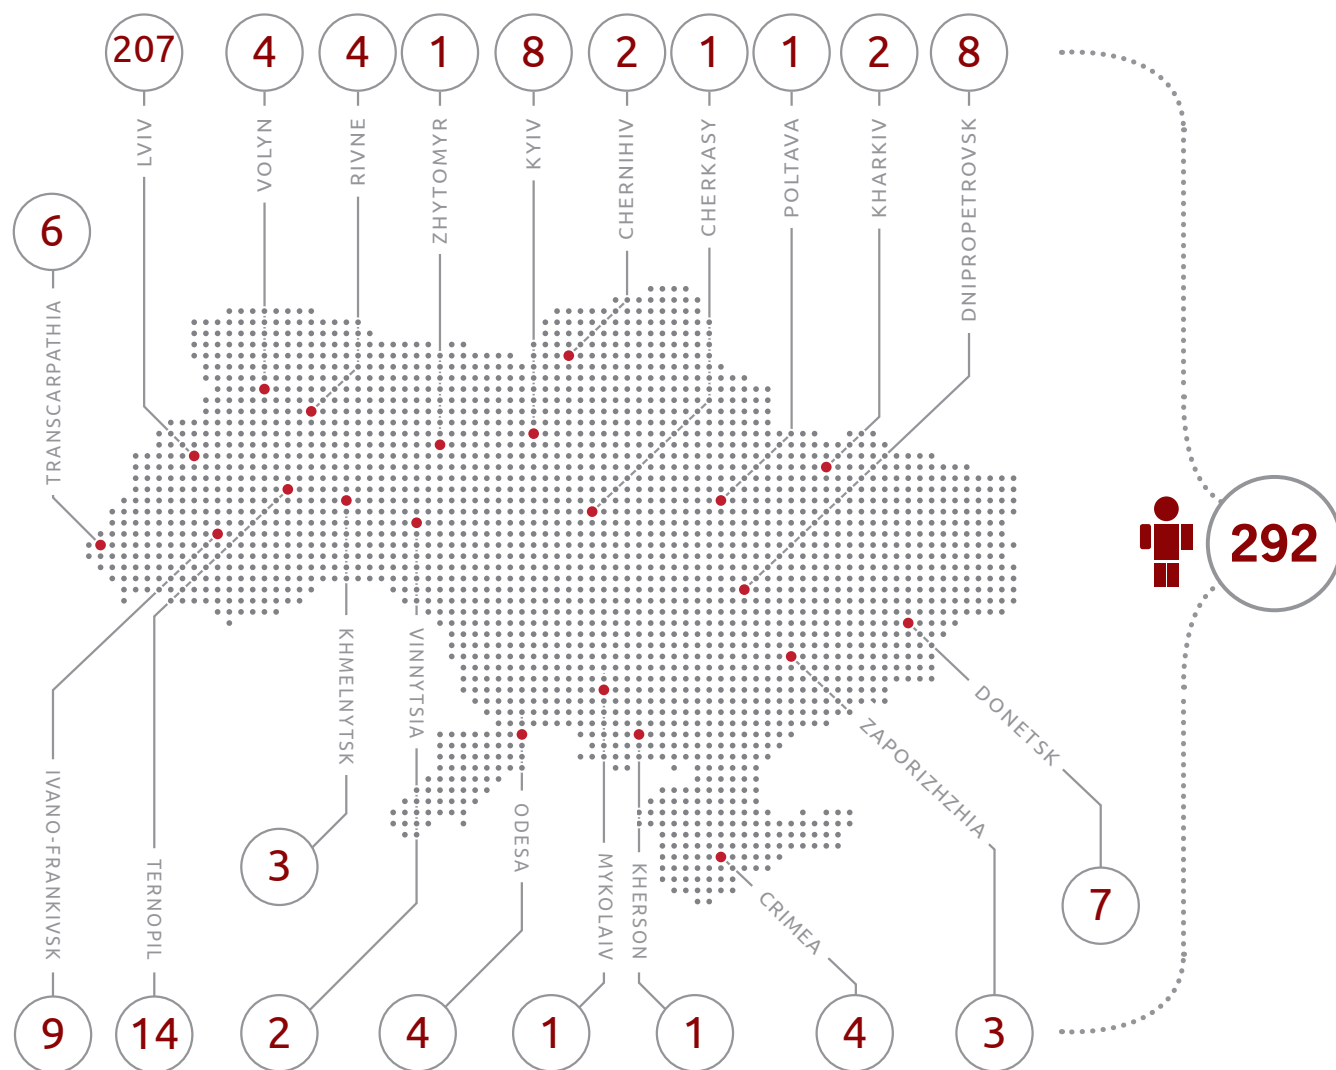 207
4
4
1
8
2
1
1
2
8
LVIV
VOLYN
RIVNE
ZHYTOMYR
KYIV
CHERNIHIV
CHERKASY
POLTAVA
KHARKIV
DNIPROPETROVSK
6
TRANSCARPATHIA
292
KHMELNYTSK
VINNYTSIA
DONETSK
ZAPORIZHZHIA
IVANO-FRANKIVSK
TERNOPIL
ODESA
MYKOLAIV
KHERSON
CRIMEA
3
7
9
14
2
4
1
1
4
3